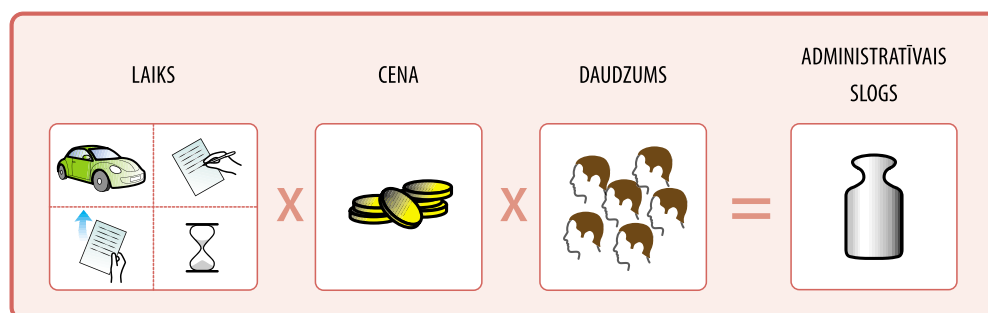 LAIKS
CENA
DAUDZUMS
ADMINISTRATĪVAIS
SLOGS
X
X
=